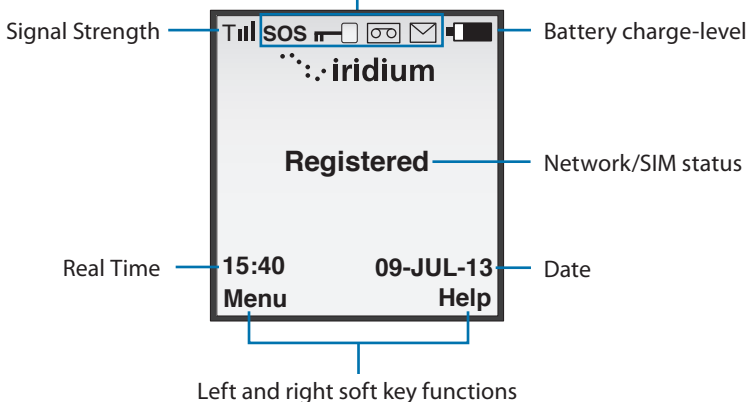 Signal Strength
T SOS
Battery charge-level
iridium
Registered
Network/SIM status
Real Time
15:40
09-JUL-13
Date
Menu
Help
Left and right soft key functions